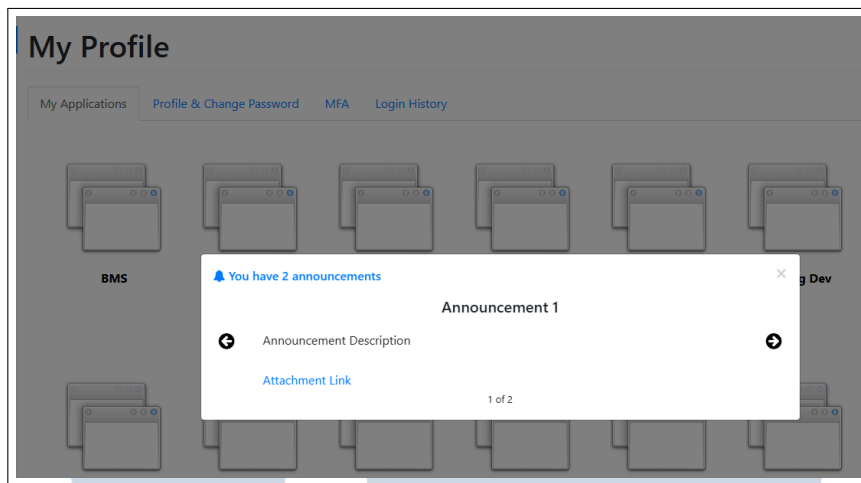 My Profile
My Applications Profile & Change Password MFA Login History
BMS
g Dev
You have 2 announcements ×
Announcement 1
Announcement Description
Attachment Link
1 of 2